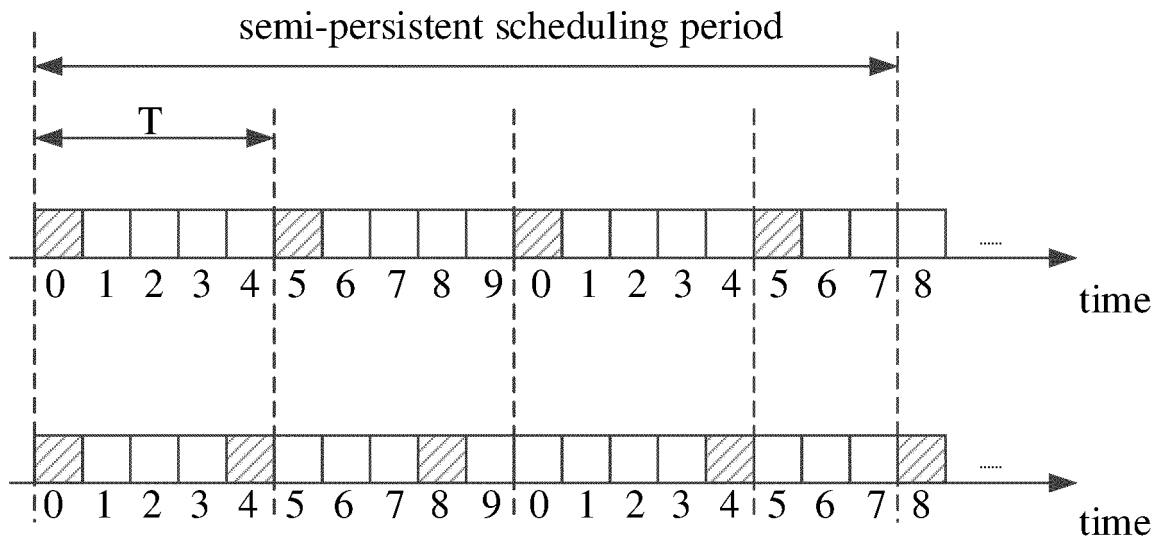 semi-persistent scheduling period
T
......
0 1 2 3 4 5 6 7 8 9 0 1 2 3 4 5 6 7 8
time
......
0 1 2 3 4 5 6 7 8 9 0 1 2 3 4 5 6 7 8
time